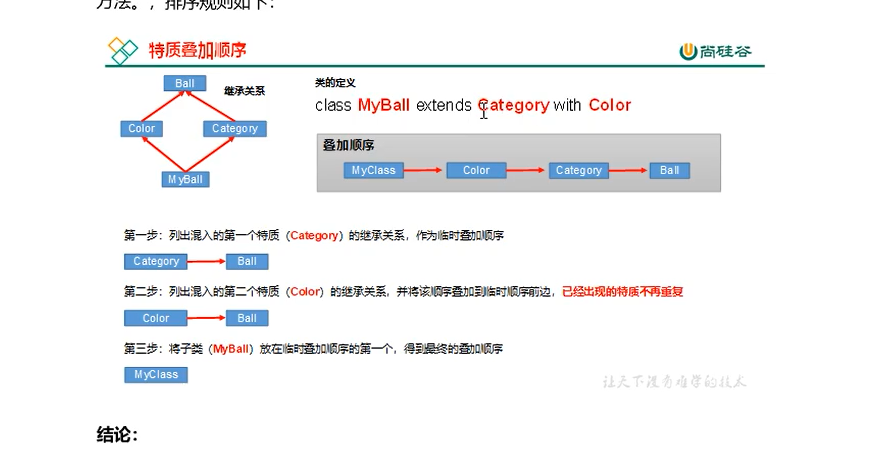 方法。，排序规则如下：
特质叠加顺序
尚硅谷
Ball
继承关系
Color
Category
MyBall
类的定义
class MyBall extends Category with Color
叠加顺序
MyClass
Color
Category
Ball
第一步：列出混入的第一个特质（Category）的继承关系，作为临时叠加顺序
Category
Ball
第二步：列出混入的第二个特质（Color）的继承关系，并将该顺序叠加到临时顺序前边，已经出现的特质不再重复
Color
Ball
第三步：将子类（MyBall）放在临时叠加顺序的第一个，得到最终的叠加顺序
MyClass
让天下没有难学的技术
结论：